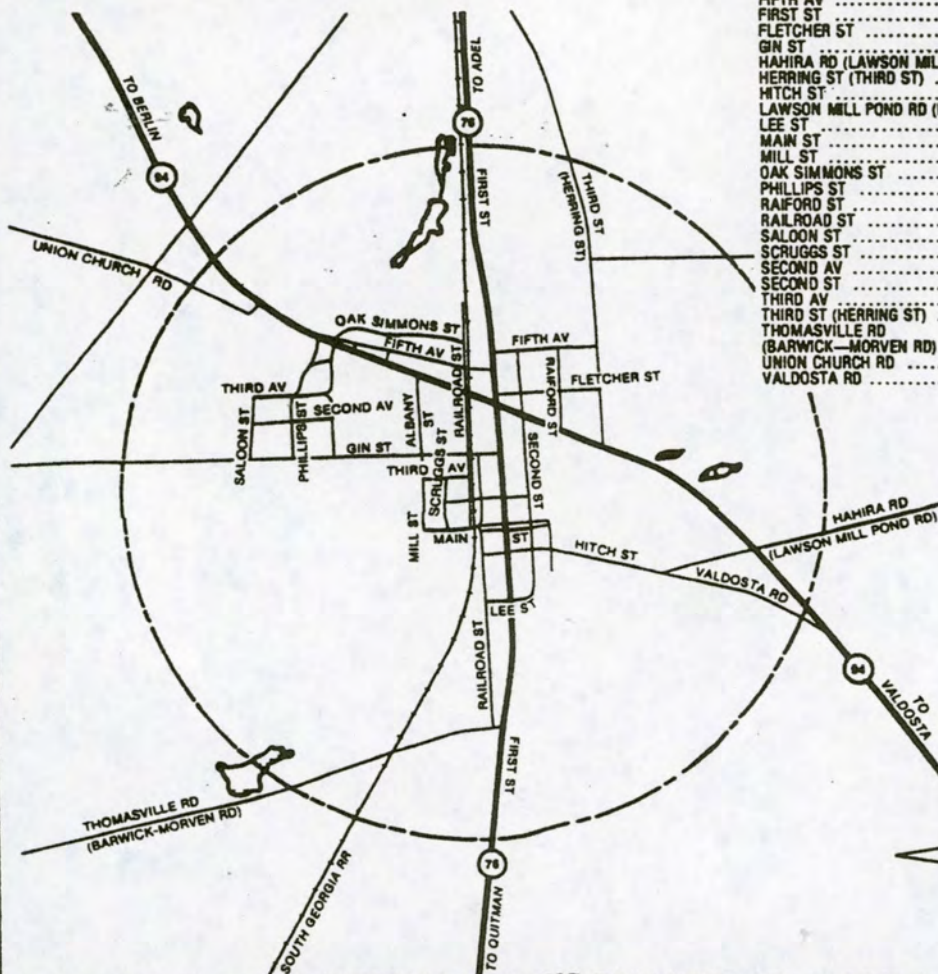 FIFTH AV
FIRST ST
FLETCHER ST
GIN ST
HAHIRA RD (LAWSON MIL
HERRING ST (THIRD ST)
HITCH ST
LAWSON MILL POND RD (
LEE ST
MAIN ST
MILL ST
OAK SIMMONS ST
PHILLIPS ST
RAIFORD ST
RAILROAD ST
SALOON ST
SCRUGGS ST
SECOND AV
SECOND ST
THIRD AV
THIRD ST (HERRING ST)
THOMASVILLE RD
(BARWICK—MORVEN RD)
UNION CHURCH RD
VALDOSTA RD
TO BERLIN
94
TO ADEL
76
FIRST ST
THIRD ST
(HERRING ST)
UNION CHURCH RD
OAK SIMMONS ST
FIFTH AV
FIFTH AV
RAILROAD ST
RAIFORD ST
FLETCHER ST
THIRD AV
SECOND AV
SALOON ST
PHILLIPS ST
GIN ST
ALBANY ST
SECOND ST
THIRD AV
SCRUGGS ST
MILL ST
MAIN ST
HITCH ST
HAHIRA RD
(LAWSON MILL POND RD)
VALDOSTA RD
LEE ST
RAILROAD ST
94
TO VALDOSTA
FIRST ST
THOMASVILLE RD
(BARWICK-MORVEN RD)
76
SOUTH GEORGIA RR
TO QUITMAN